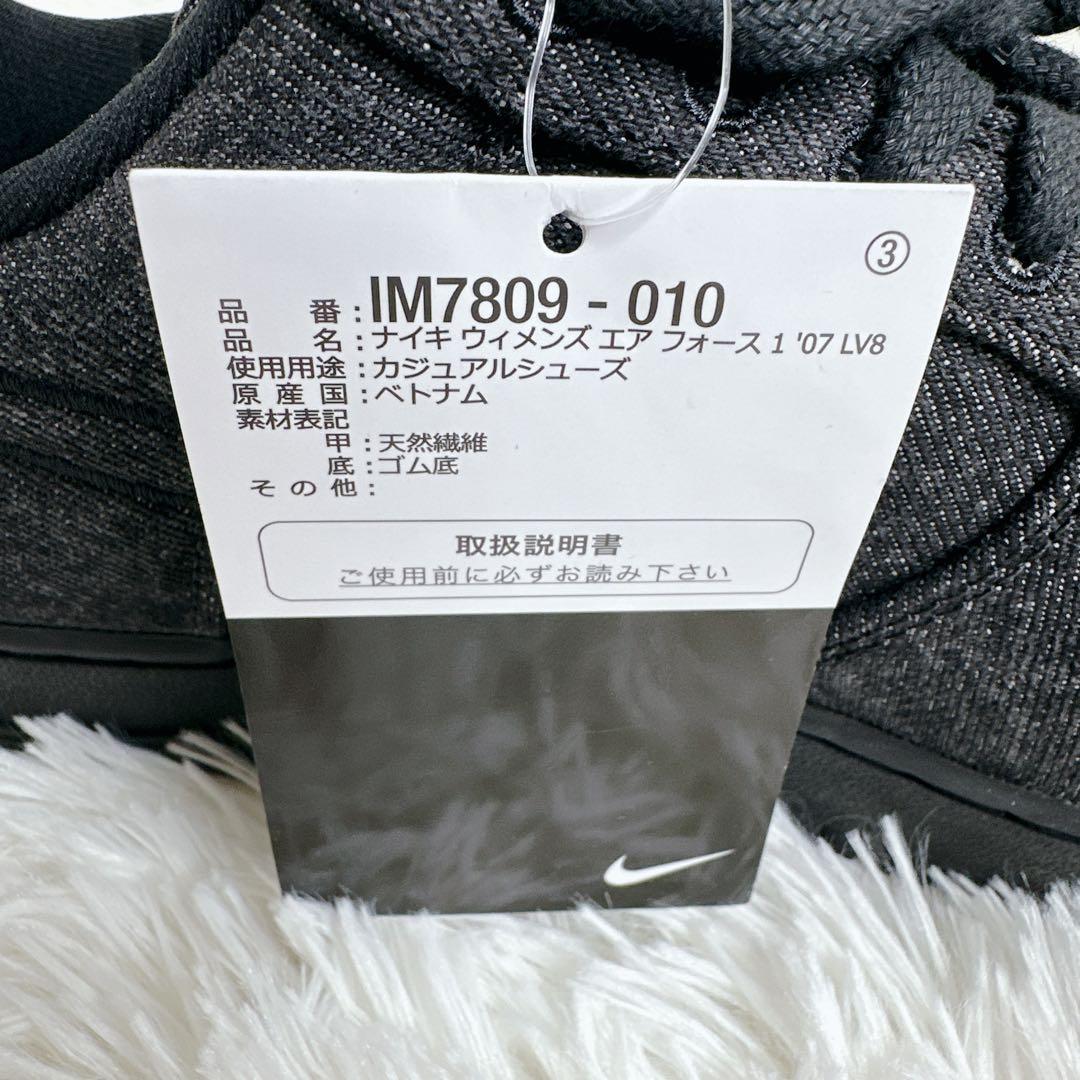 ③
品 番 : IM7809 - 010
品 名 : ナイキ ウィメンズ エア フォース 1 '07 LV8
使用用途 : カジュアルシューズ
原 産 国 : ベトナム
素材表記
甲 : 天然繊維
底 : ゴム底
そ の 他 :
取扱説明書
ご使用前に必ずお読み下さい